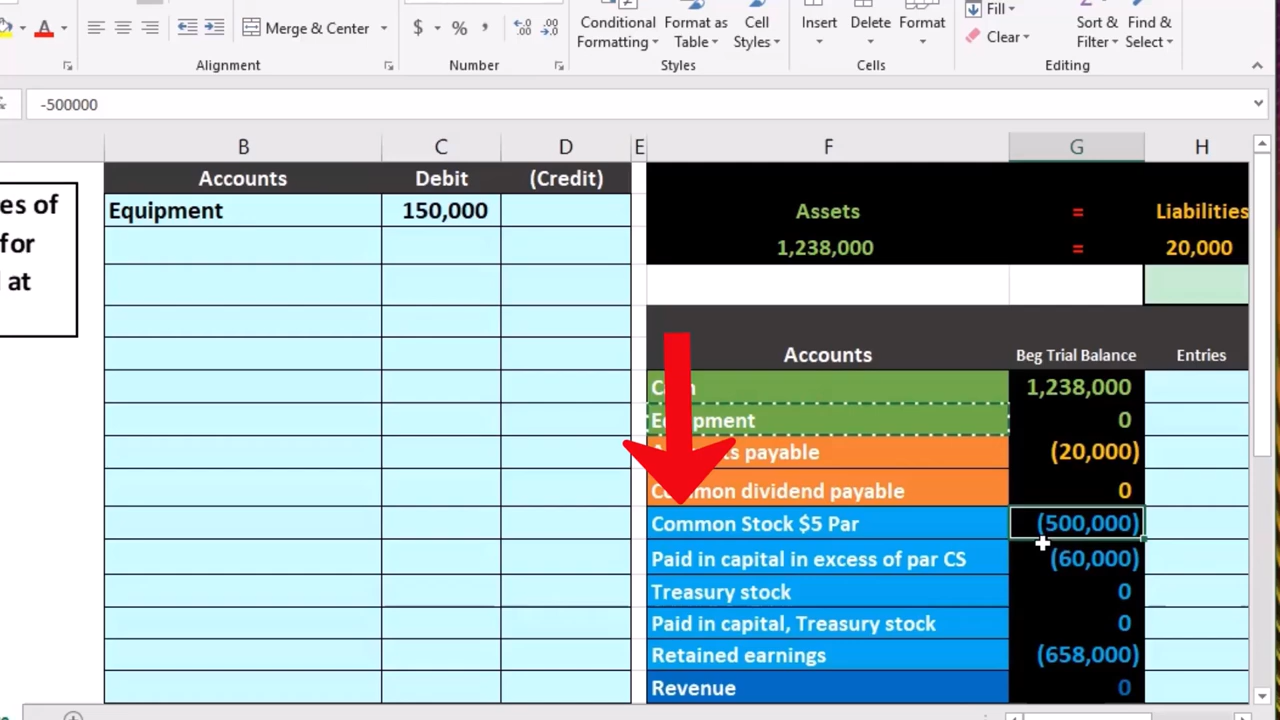 Merge & Center
$ % ,
Conditional
Formatting
Format as
Table
Cell
Styles
Insert
Delete
Format
Fill
Clear
Sort &
Filter
Find &
Select
Alignment
Number
Styles
Cells
Editing
-500000
B C D E F G H
es of
for
at
Accounts Debit (Credit)
Equipment 150,000
Assets = Liabilities
1,238,000 = 20,000
Accounts Beg Trial Balance Entries
Cash 1,238,000
Equipment 0
payable (20,000)
Common dividend payable 0
Common Stock $5 Par (500,000)
Paid in capital in excess of par CS (60,000)
Treasury stock 0
Paid in capital, Treasury stock 0
Retained earnings (658,000)
Revenue 0